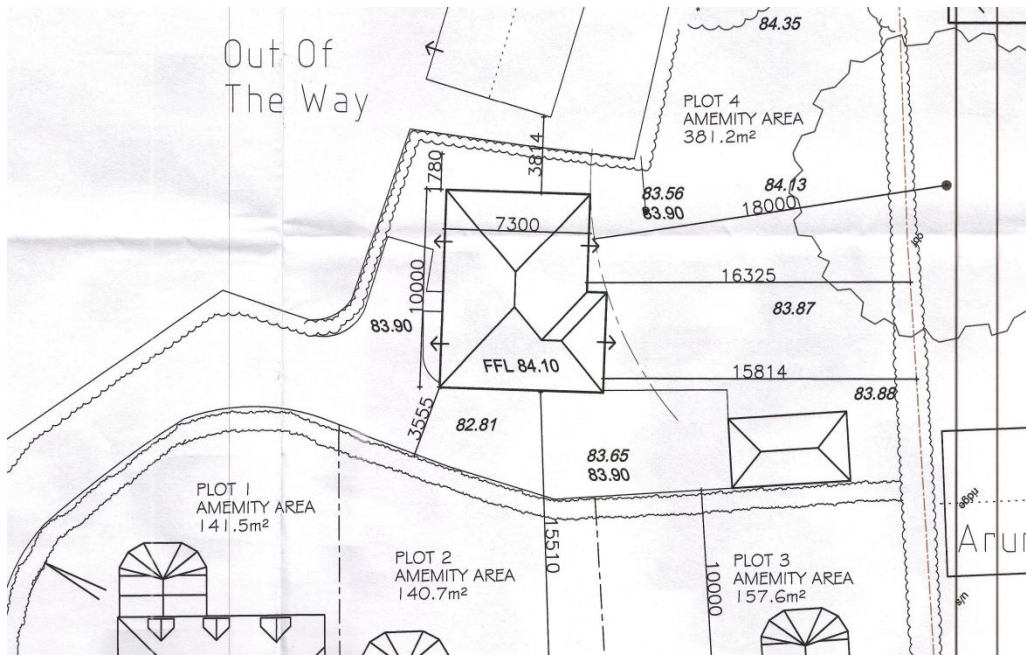 84.35
Out Of
The Way
PLOT 4
AMEMITY AREA
381.2m²
3814
780
83.56
83.90
84.13
18000
7300
16325
10000
83.87
83.90
FFL 84.10
15814
83.88
3555
82.81
83.65
83.90
PLOT 1
AMEMITY AREA
141.5m²
15510
PLOT 2
AMEMITY AREA
140.7m²
10000
PLOT 3
AMEMITY AREA
157.6m²
s/n